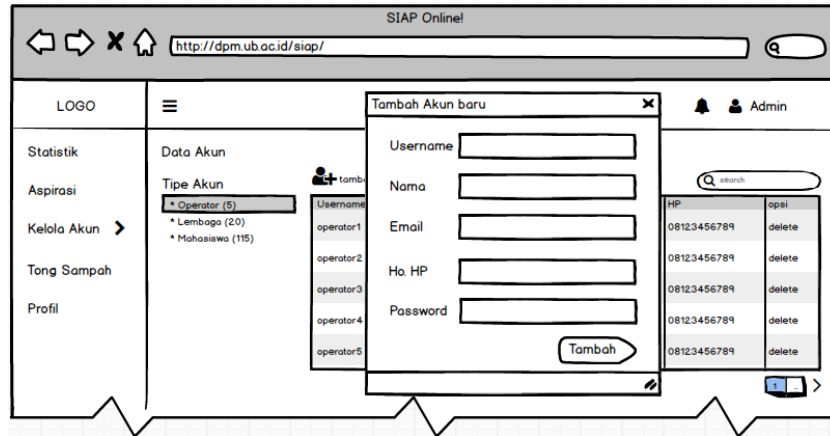 SIAP Online!
http://dpm.ub.ac.id/siap/
LOGO
Tambah Akun baru
Admin
Statistik
Aspirasi
Kelola Akun
Tong Sampah
Profil
Data Akun
Tipe Akun
* Operator (5)
* Lembaga (20)
* Mahasiswa (115)
tamb
search
Username HP opsi
operator1 08123456789 delete
operator2 08123456789 delete
operator3 08123456789 delete
operator4 08123456789 delete
operator5 08123456789 delete
Username
Nama
Email
Ho. HP
Password
Tambah
1 ...